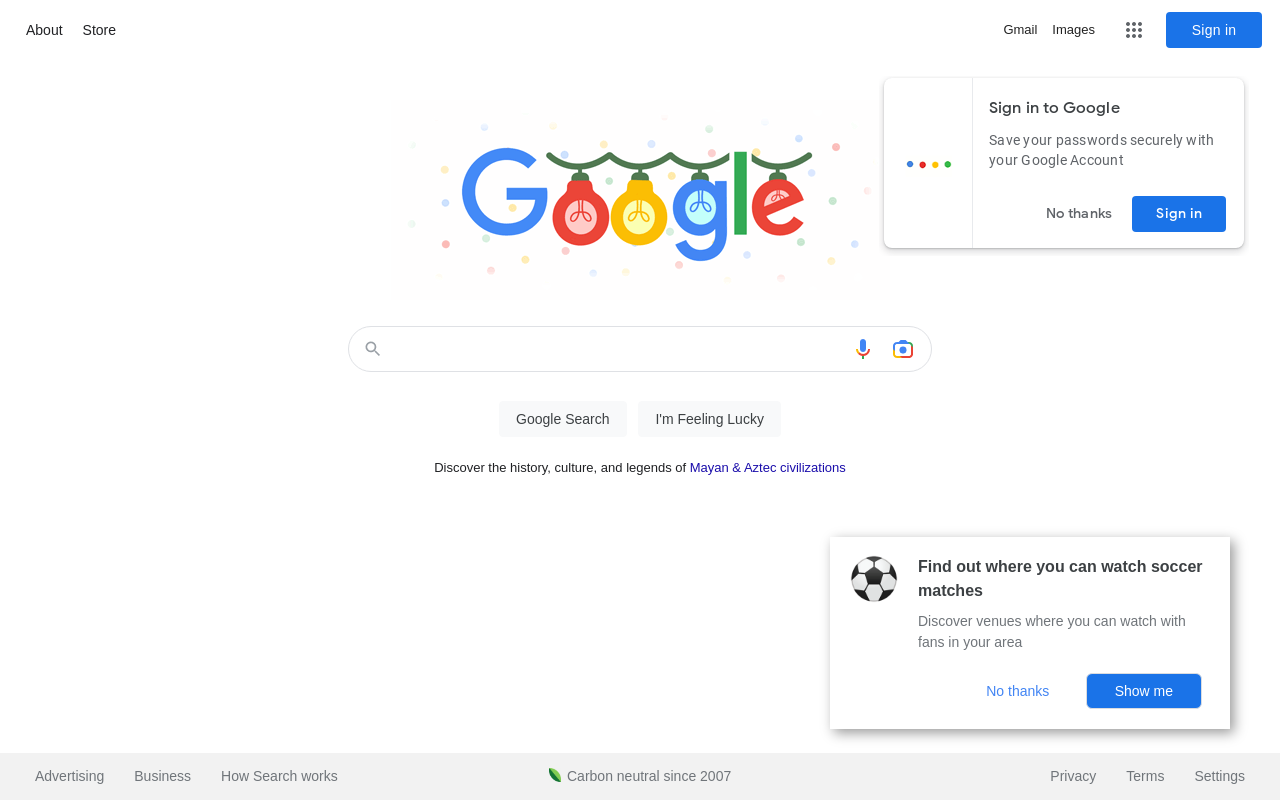 About
Store
Gmail
Images
Sign in
Google
Sign in to Google
Save your passwords securely with
your Google Account
No thanks
Sign in
Google Search
I'm Feeling Lucky
Discover the history, culture, and legends of Mayan & Aztec civilizations
Find out where you can watch soccer
matches
Discover venues where you can watch with
fans in your area
No thanks
Show me
Advertising
Business
How Search works
Carbon neutral since 2007
Privacy
Terms
Settings